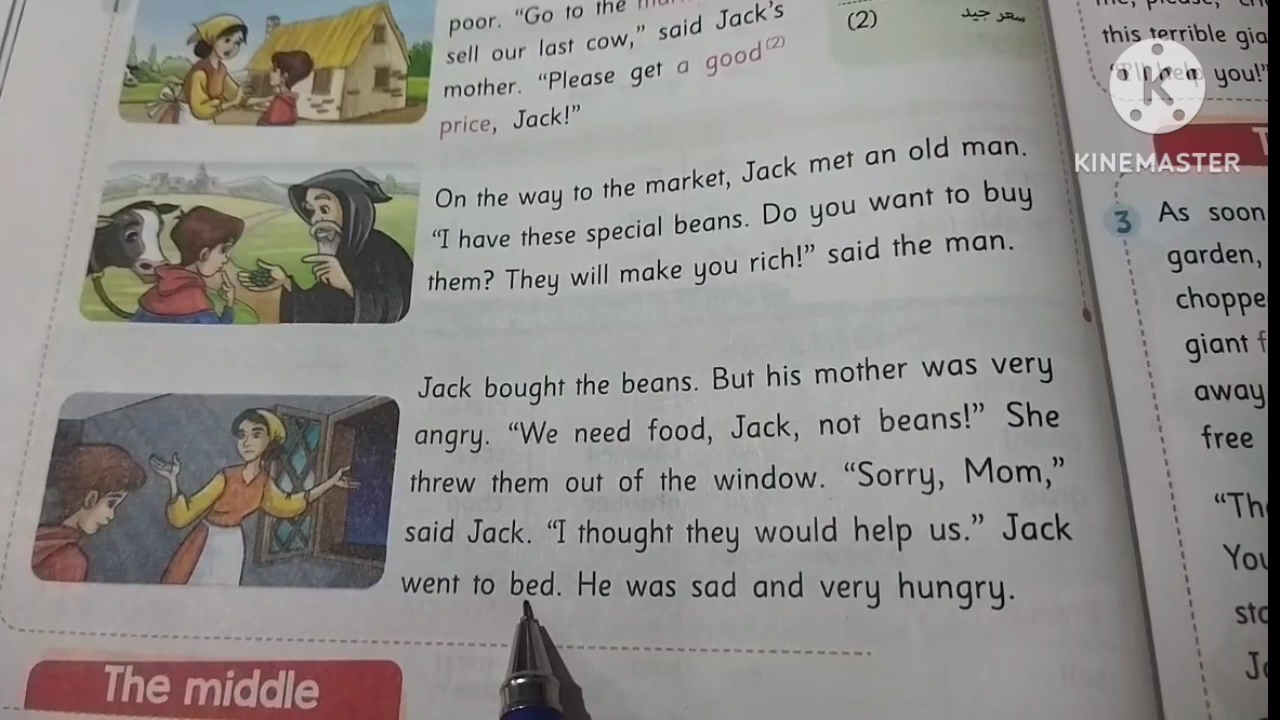 poor. "Go to the
sell our last cow," said Jack's
mother. "Please get a good(2)
price, Jack!"
(2) سعر جيد
On the way to the market, Jack met an old man.
"I have these special beans. Do you want to buy
them? They will make you rich!" said the man.
Jack bought the beans. But his mother was very
angry. "We need food, Jack, not beans!" She
threw them out of the window. "Sorry, Mom,"
said Jack. "I thought they would help us." Jack
went to bed. He was sad and very hungry.
The middle
this terrible gia
"I'll help you!"
K
KINEMASTER
3 As soon
garden,
choppe
giant f
away
free
"Th
You
sto